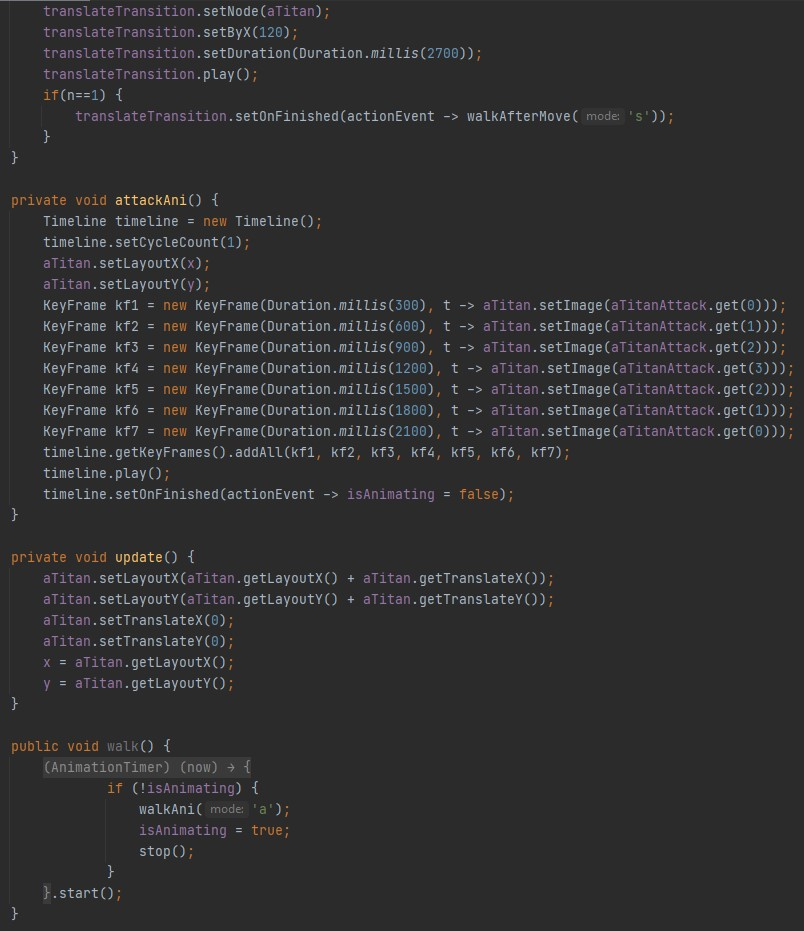 translateTransition.setNode(aTitan);
translateTransition.setByX(120);
translateTransition.setDuration(Duration.millis(2700));
translateTransition.play();
if(n==1) {
translateTransition.setOnFinished(actionEvent -> walkAfterMove( mode: 's'));
}
}
private void attackAni() {
Timeline timeline = new Timeline();
timeline.setCycleCount(1);
aTitan.setLayoutX(x);
aTitan.setLayoutY(y);
KeyFrame kf1 = new KeyFrame(Duration.millis(300), t -> aTitan.setImage(aTitanAttack.get(0)));
KeyFrame kf2 = new KeyFrame(Duration.millis(600), t -> aTitan.setImage(aTitanAttack.get(1)));
KeyFrame kf3 = new KeyFrame(Duration.millis(900), t -> aTitan.setImage(aTitanAttack.get(2)));
KeyFrame kf4 = new KeyFrame(Duration.millis(1200), t -> aTitan.setImage(aTitanAttack.get(3)));
KeyFrame kf5 = new KeyFrame(Duration.millis(1500), t -> aTitan.setImage(aTitanAttack.get(2)));
KeyFrame kf6 = new KeyFrame(Duration.millis(1800), t -> aTitan.setImage(aTitanAttack.get(1)));
KeyFrame kf7 = new KeyFrame(Duration.millis(2100), t -> aTitan.setImage(aTitanAttack.get(0)));
timeline.getKeyFrames().addAll(kf1, kf2, kf3, kf4, kf5, kf6, kf7);
timeline.play();
timeline.setOnFinished(actionEvent -> isAnimating = false);
}
private void update() {
aTitan.setLayoutX(aTitan.getLayoutX() + aTitan.getTranslateX());
aTitan.setLayoutY(aTitan.getLayoutY() + aTitan.getTranslateY());
aTitan.setTranslateX(0);
aTitan.setTranslateY(0);
x = aTitan.getLayoutX();
y = aTitan.getLayoutY();
}
public void walk() {
(AnimationTimer) (now) → {
if (!isAnimating) {
walkAni( mode: 'a');
isAnimating = true;
stop();
}
}.start();
}